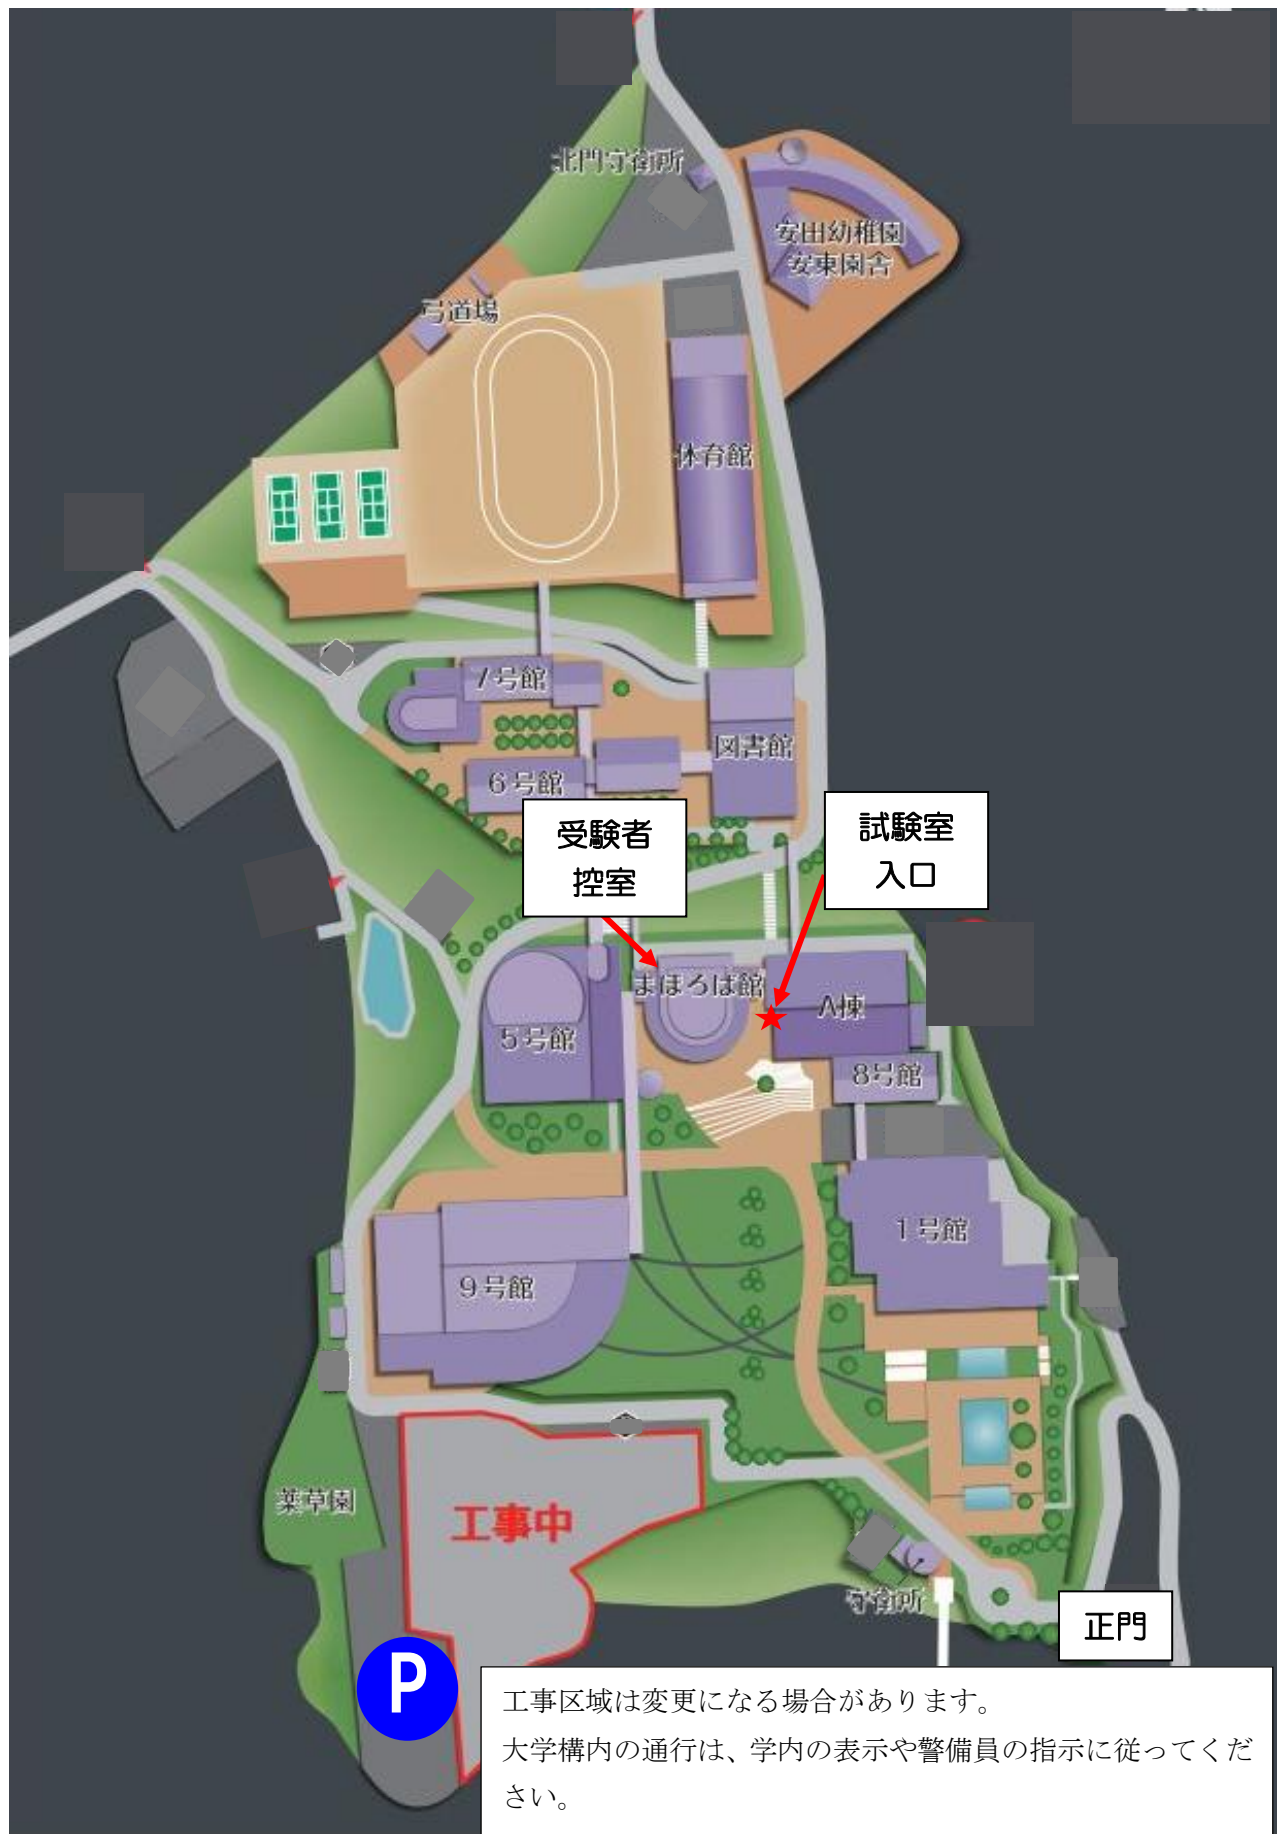 北門守衛所
安田幼稚園
安東園舎
弓道場
体育館
7号館
図書館
6号館
受験者
控室
試験室
入口
まほろば館
A棟
5号館
8号館
1号館
9号館
薬草園
工事中
守衛所
正門
P
工事区域は変更になる場合があります。
大学構内の通行は、学内の表示や警備員の指示に従ってくだ
さい。